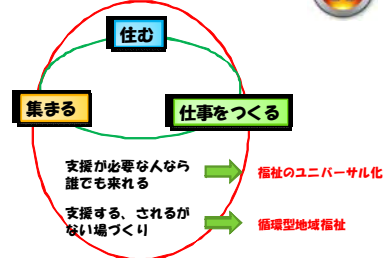 住む
集まる
仕事をつくる
支援が必要な人なら
誰でも来れる
福祉のユニバーサル化
支援する、されるが
ない場づくり
循環型地域福祉